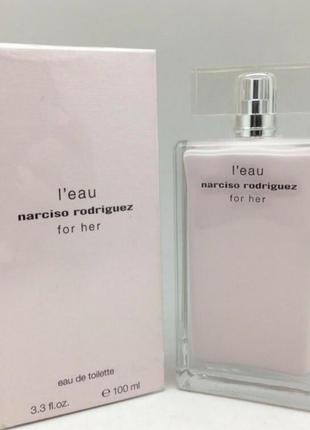 l'eau
narciso rodriguez
for her
eau de toilette
3.3 fl.oz. e 100 ml
l'eau
narciso rodriguez
for her